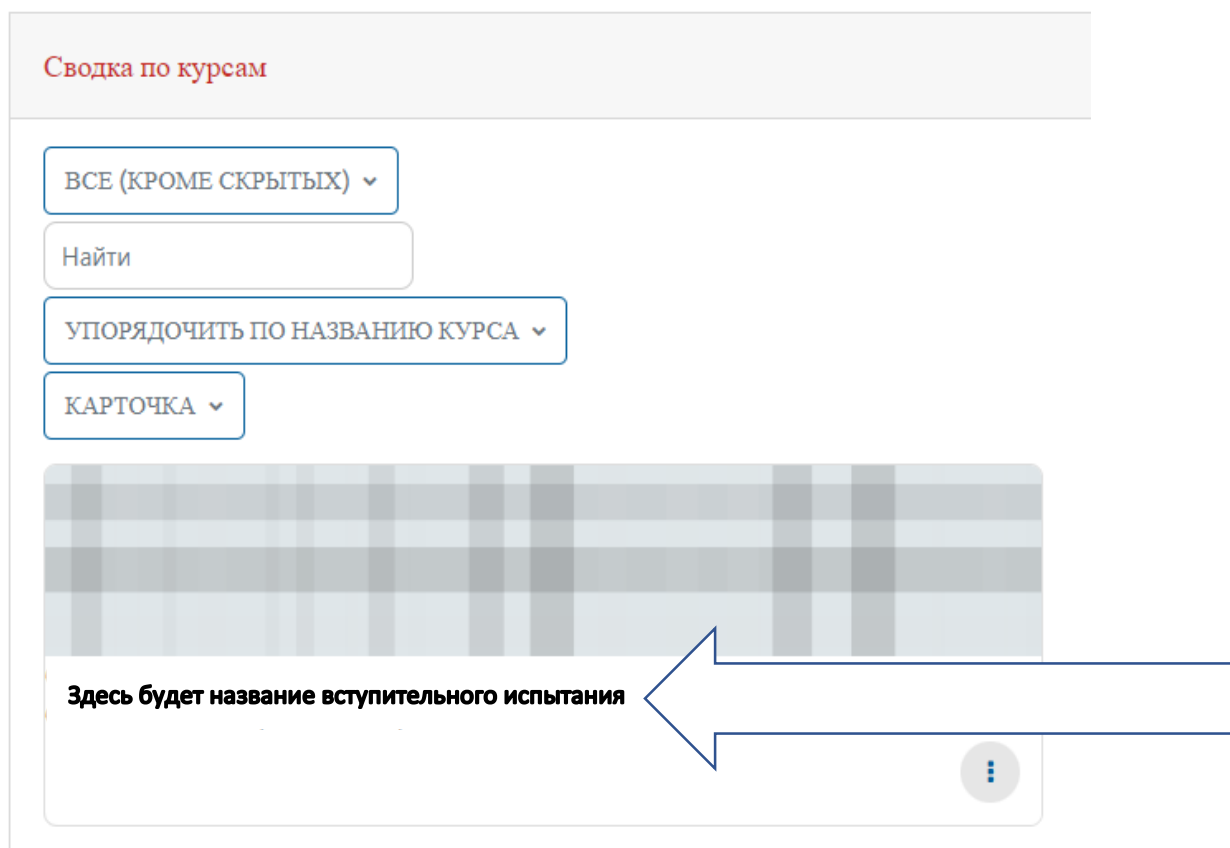 Сводка по курсам
ВСЕ (КРОМЕ СКРЫТЫХ)
Найти
УПОРЯДОЧИТЬ ПО НАЗВАНИЮ КУРСА
КАРТОЧКА
Здесь будет название вступительного испытания